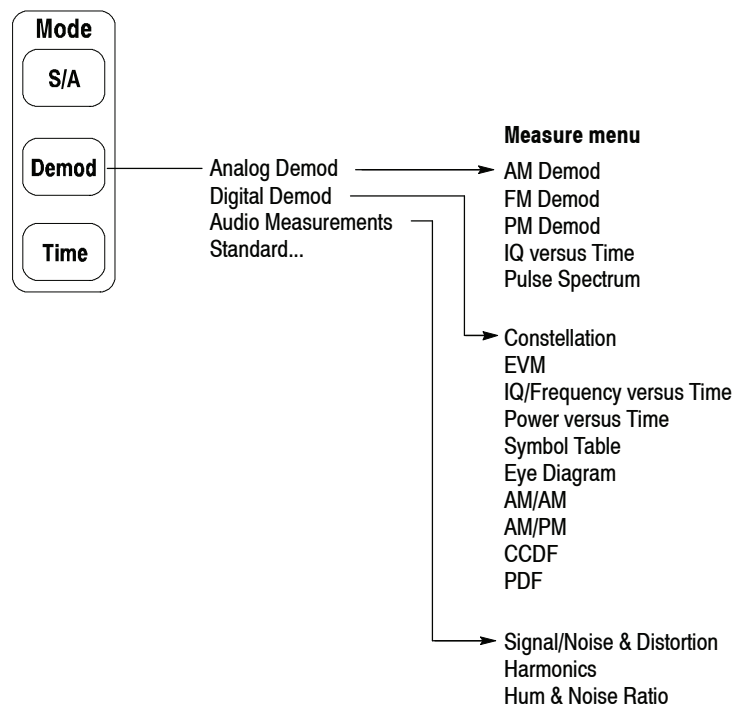 Mode
S/A
Demod
Time
Analog Demod
Digital Demod
Audio Measurements
Standard...
Measure menu
AM Demod
FM Demod
PM Demod
IQ versus Time
Pulse Spectrum
Constellation
EVM
IQ/Frequency versus Time
Power versus Time
Symbol Table
Eye Diagram
AM/AM
AM/PM
CCDF
PDF
Signal/Noise & Distortion
Harmonics
Hum & Noise Ratio